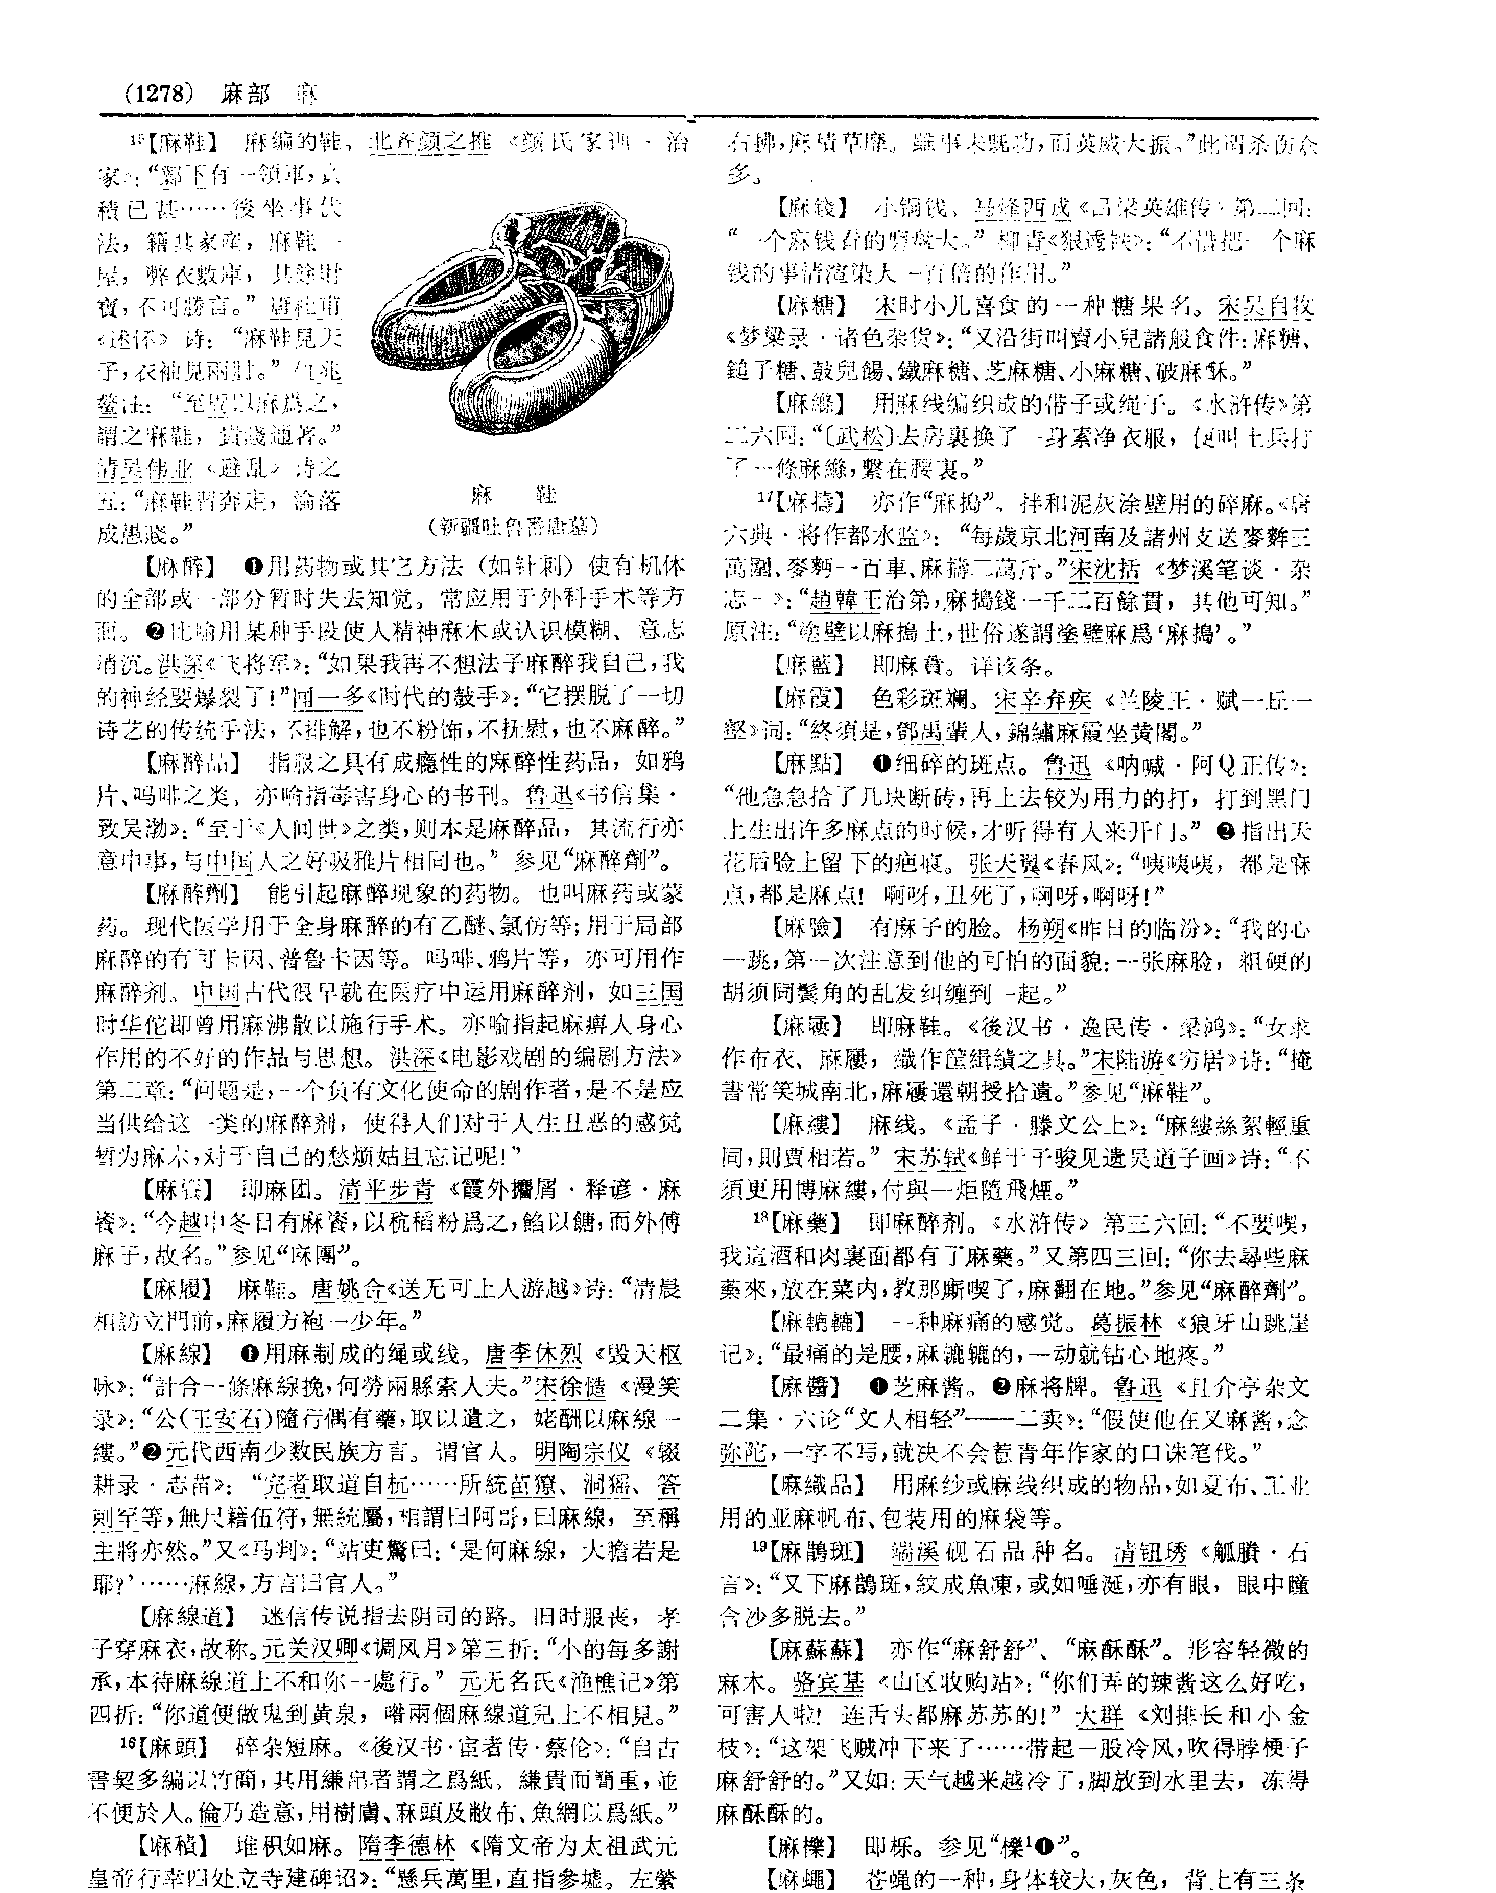 (1278) 麻部 麻
¹⁵【麻鞋】 麻编的鞋。北齐颜之推《颜氏家训·治
家》：“鄴下有一領軍，貪
積已甚……後坐事伏
法，籍其家産，麻鞋一
屋，弊衣數庫，其餘財
寶，不可勝言。”唐杜甫
《述怀》诗：“麻鞋見天
子，衣袖見兩肘。”仇兆
鳌注：“至 以麻爲之，
謂之麻鞋，貴賤通著。”
清吴伟业《避乱》诗之
五：“麻鞋習奔走，淪落
成愚賤。”
麻 鞋
（新疆吐鲁番唐墓）
【麻醉】 ❶用药物或其它方法（如针刺）使有机体
的全部或一部分暂时失去知觉。常应用于外科手术等方
面。❷比喻用某种手段使人精神麻木或认识模糊、意志
消沉。洪深《飞将军》：“如果我再不想法子麻醉我自己，我
的神经要爆裂了！”闻一多《时代的鼓手》：“它摆脱了一切
诗艺的传统手法，不排解，也不粉饰，不抚慰，也不麻醉。”
【麻醉品】 指服之具有成瘾性的麻醉性药品，如鸦
片、吗啡之类。亦喻指毒害身心的书刊。鲁迅《书信集·
致吴渤》：“至于《人间世》之类，则本是麻醉品，其流行亦
意中事，与中国人之好吸雅片相同也。”参见“麻醉劑”。
【麻醉劑】 能引起麻醉现象的药物。也叫麻药或蒙
药。现代医学用于全身麻醉的有乙醚、氯仿等；用于局部
麻醉的有可卡因、普鲁卡因等。吗啡、鸦片等，亦可用作
麻醉剂。中国古代很早就在医疗中运用麻醉剂，如三国
时华佗即曾用麻沸散以施行手术。亦喻指起麻痹人身心
作用的不好的作品与思想。洪深《电影戏剧的编剧方法》
第二章：“问题是，一个负有文化使命的剧作者，是不是应
当供给这一类的麻醉剂，使得人们对于人生丑恶的感觉
暂为麻木，对于自己的愁烦姑且忘记呢！”
【麻餈】 即麻团。清平步青《霞外攟屑·释谚·麻
餈》：“今越中冬日有麻餈，以秔稻粉爲之，餡以餹，而外傅
麻于，故名。”参见“麻團”。
【麻履】 麻鞋。唐姚合《送无可上人游越》诗：“清晨
相訪立門前，麻履方袍一少年。”
【麻線】 ❶用麻制成的绳或线。唐李休烈《毁天枢
咏》：“計合一條麻線挽，何勞兩縣索人夫。”宋徐慥《漫笑
录》：“公（王安石）隨行偶有藥，取以遺之，姥酬以麻線一
縷。”❷元代西南少数民族方言。谓官人。明陶宗仪《辍
耕录·志苗》：“完者取道自杭……所統苗獠、洞猺、答
剌罕等，無尺籍伍符，無統屬，相謂曰阿哥，曰麻線，至稱
主將亦然。”又《马判》：“站吏驚曰：‘是何麻線，大膽若是
耶？’……麻線，方言曰官人。”
【麻線道】 迷信传说指去阴司的路。旧时服丧，孝
子穿麻衣，故称。元关汉卿《调风月》第三折：“小的每多謝
承，本待麻線道上不和你一處行。”元无名氏《渔樵记》第
四折：“你道便做鬼到黄泉，喒兩個麻線道兒上不相見。”
¹⁶【麻頭】 碎杂短麻。《後汉书·宦者传·蔡伦》：“自古
書契多編以竹簡，其用縑帛者謂之爲紙。縑貴而簡重，並
不便於人。倫乃造意，用樹膚、麻頭及敝布、魚網以爲紙。”
【麻積】 堆积如麻。隋李德林《隋文帝为太祖武元
皇帝行幸四处立寺建碑诏》：“懸兵萬里，直指參墟。左縈
右拂，麻積草靡。雖事未既功，而英威大振。”此谓杀伤众
多。
【麻錢】 小铜钱。马烽西戎《吕梁英雄传》第二回：
“一个麻钱看的磨盘大。”柳青《狠透铁》：“不惜把一个麻
钱的事情渲染大一百倍的作用。”
【麻糖】 宋时小儿喜食的一种糖果名。宋吴自牧
《梦粱录·诸色杂货》：“又沿街叫賣小兒諸般食件：麻糖、
鎚子糖、鼓兒餳、鐵麻糖、芝麻糖、小麻糖、破麻酥。”
【麻縧】 用麻线编织成的带子或绳子。《水浒传》第
二六回：“〔武松〕去房裏换了一身素净衣服，便叫土兵打
了一條麻縧，繫在腰裏。”
¹⁷【麻擣】 亦作“麻搗”。拌和泥灰涂壁用的碎麻。《唐
六典·将作都水监》：“每歲京北河南及諸州支送麥䴬三
萬圍、麥䴬一百車、麻擣二萬斤。”宋沈括《梦溪笔谈·杂
志一》：“趙韓王治第，麻搗錢一千二百餘貫，其他可知。”
原注：“塗壁以麻搗土，世俗遂謂塗壁麻爲‘麻搗’。”
【麻藍】 即麻蕡。详该条。
【麻霞】 色彩斑斓。宋辛弃疾《兰陵王·赋一丘一
壑》词：“終須是，鄧禹輩人，錦繡麻霞坐黄閣。”
【麻點】 ❶细碎的斑点。鲁迅《呐喊·阿Q正传》：
“他急急拾了几块断砖，再上去较为用力的打，打到黑门
上生出许多麻点的时候，才听得有人来开门。”❷指出天
花后脸上留下的疤痕。张天翼《春风》：“咦咦咦，都是麻
点，都是麻点！啊呀，丑死了，啊呀，啊呀！”
【麻臉】 有麻子的脸。杨朔《昨日的临汾》：“我的心
一跳，第一次注意到他的可怕的面貌：一张麻脸，粗硬的
胡须同鬓角的乱发纠缠到一起。”
【麻屨】 即麻鞋。《後汉书·逸民传·梁鸿》：“女求
作布衣、麻屨，織作筐緝績之具。”宋陆游《穷居》诗：“掩
書常笑城南北，麻屨還朝授拾遺。”参见“麻鞋”。
【麻縷】 麻线。《孟子·滕文公上》：“麻縷絲絮輕重
同，則賈相若。”宋苏轼《鲜于子骏见遗吴道子画》诗：“不
須更用博麻縷，付與一炬隨飛煙。”
¹⁸【麻藥】 即麻醉剂。《水浒传》第三六回：“不要喫，
我這酒和肉裏面都有了麻藥。”又第四三回：“你去尋些麻
藥來，放在菜内，教那厮喫了，麻翻在地。”参见“麻醉劑”。
【麻轆轆】 一种麻痛的感觉。葛振林《狼牙山跳崖
记》：“最痛的是腰，麻辘辘的，一动就钻心地疼。”
【麻醬】 ❶芝麻酱。❷麻将牌。鲁迅《且介亭杂文
二集·六论“文人相轻”——二卖》：“假使他在叉麻酱，念
弥陀，一字不写，就决不会惹青年作家的口诛笔伐。”
【麻織品】 用麻纱或麻线织成的物品，如夏布、工业
用的亚麻帆布、包装用的麻袋等。
¹⁹【麻鵲斑】 端溪砚石品种名。清钮琇《觚賸·石
言》：“又下麻鵲斑，紋成魚凍，或如唾涎，亦有眼，眼中瞳
含沙多脱去。”
【麻蘇蘇】 亦作“麻舒舒”、“麻酥酥”。形容轻微的
麻木。骆宾基《山区收购站》：“你们弄的辣酱这么好吃，
可害人啦！连舌头都麻苏苏的！”大群《刘排长和小金
枝》：“这架飞贼冲下来了……带起一股冷风，吹得脖梗子
麻舒舒的。”又如：天气越来越冷了，脚放到水里去，冻得
麻酥酥的。
【麻櫟】 即栎。参见“櫟¹❶”。
【麻蠅】 苍蝇的一种，身体较大，灰色，背上有三条